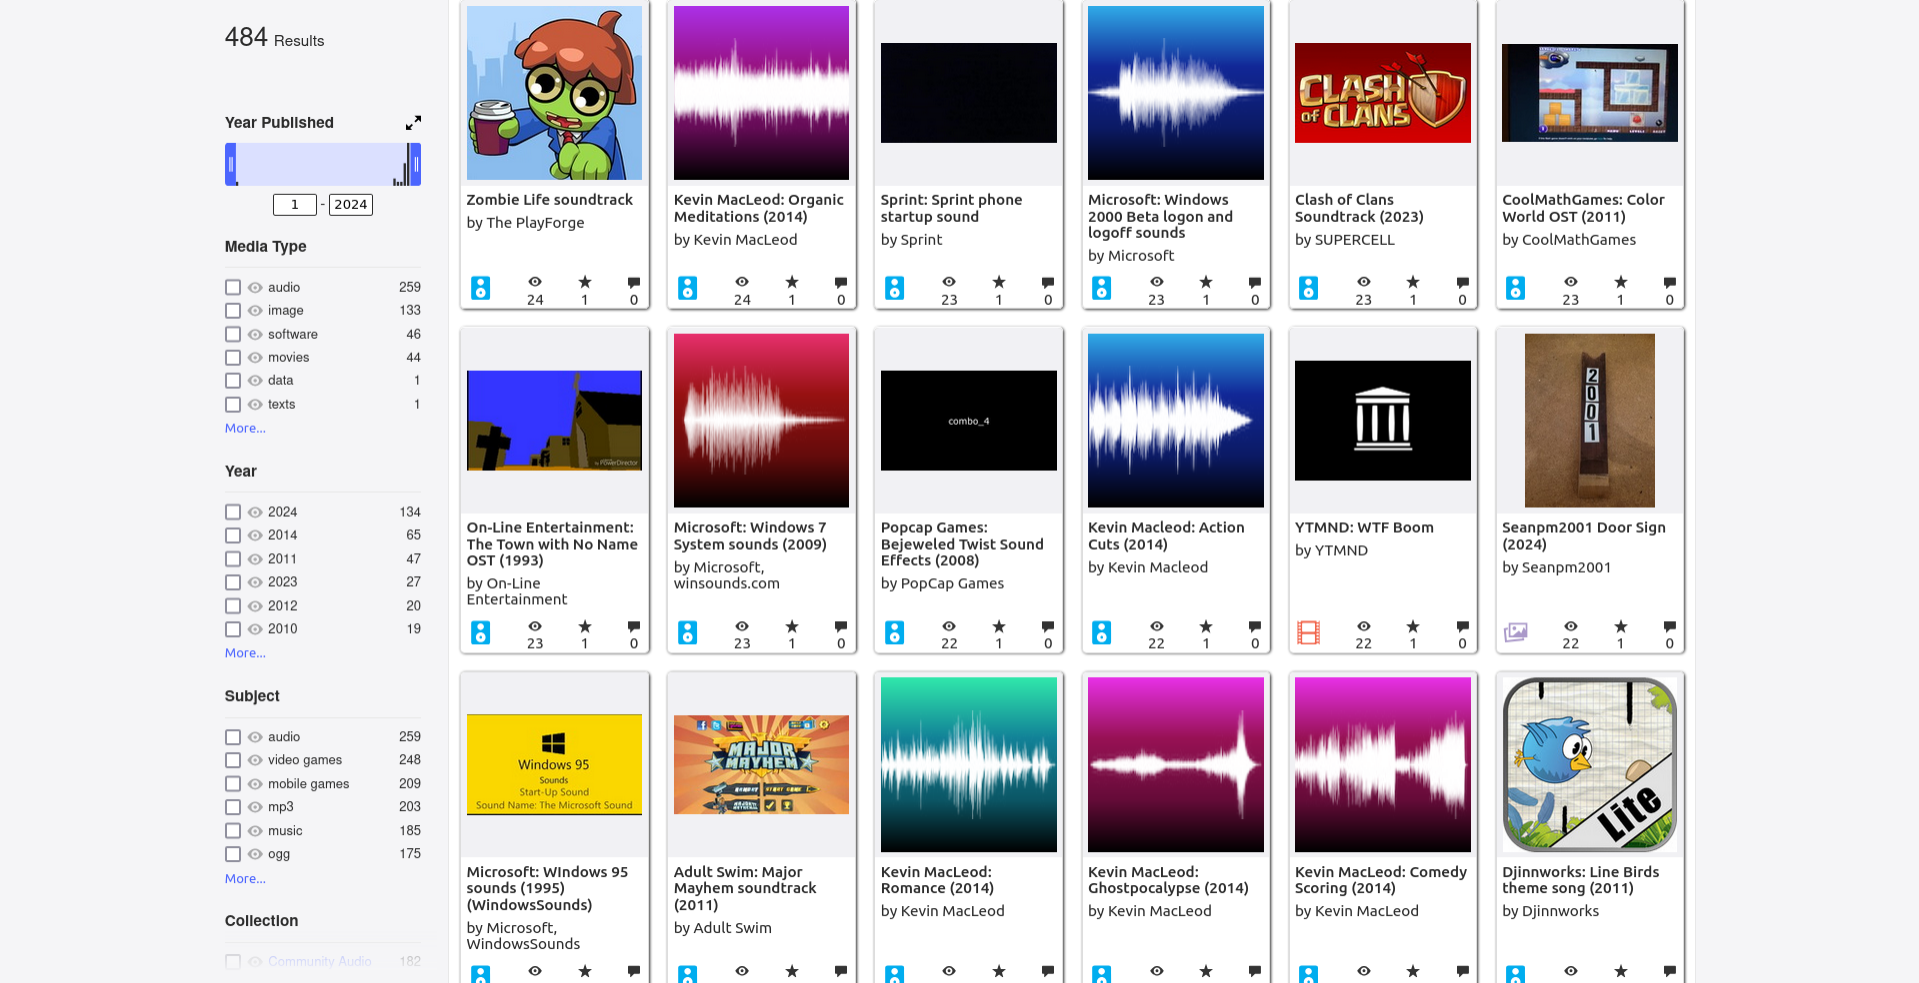 484 Results
Year Published
1 - 2024
Media Type
audio 259
image 133
software 46
movies 44
data 1
texts 1
More...
Year
2024 134
2014 65
2011 47
2023 27
2012 20
2010 19
More...
Subject
audio 259
video games 248
mobile games 209
mp3 203
music 185
ogg 175
More...
Collection
Community Audio 182
Zombie Life soundtrack
by The PlayForge
24 1 0
Kevin MacLeod: Organic
Meditations (2014)
by Kevin MacLeod
24 1 0
Sprint: Sprint phone
startup sound
by Sprint
23 1 0
Microsoft: Windows
2000 Beta logon and
logoff sounds
by Microsoft
23 1 0
CLASH
OF CLANS
Clash of Clans
Soundtrack (2023)
by SUPERCELL
23 1 0
CoolMathGames: Color
World OST (2011)
by CoolMathGames
23 1 0
by PowerDirector
On-Line Entertainment:
The Town with No Name
OST (1993)
by On-Line
Entertainment
23 1 0
Microsoft: Windows 7
System sounds (2009)
by Microsoft,
winsounds.com
23 1 0
combo_4
Popcap Games:
Bejeweled Twist Sound
Effects (2008)
by PopCap Games
22 1 0
Kevin Macleod: Action
Cuts (2014)
by Kevin Macleod
22 1 0
YTMND: WTF Boom
by YTMND
22 1 0
2001
Seanpm2001 Door Sign
(2024)
by Seanpm2001
22 1 0
Windows 95
Sounds
Start-Up Sound
Sound Name: The Microsoft Sound
Microsoft: WIndows 95
sounds (1995)
(WindowsSounds)
by Microsoft,
WindowsSounds
MAJOR
MAYHEM
Adult Swim: Major
Mayhem soundtrack
(2011)
by Adult Swim
Kevin MacLeod:
Romance (2014)
by Kevin MacLeod
Kevin MacLeod:
Ghostpocalypse (2014)
by Kevin MacLeod
Kevin MacLeod: Comedy
Scoring (2014)
by Kevin MacLeod
Lite
Djinnworks: Line Birds
theme song (2011)
by Djinnworks